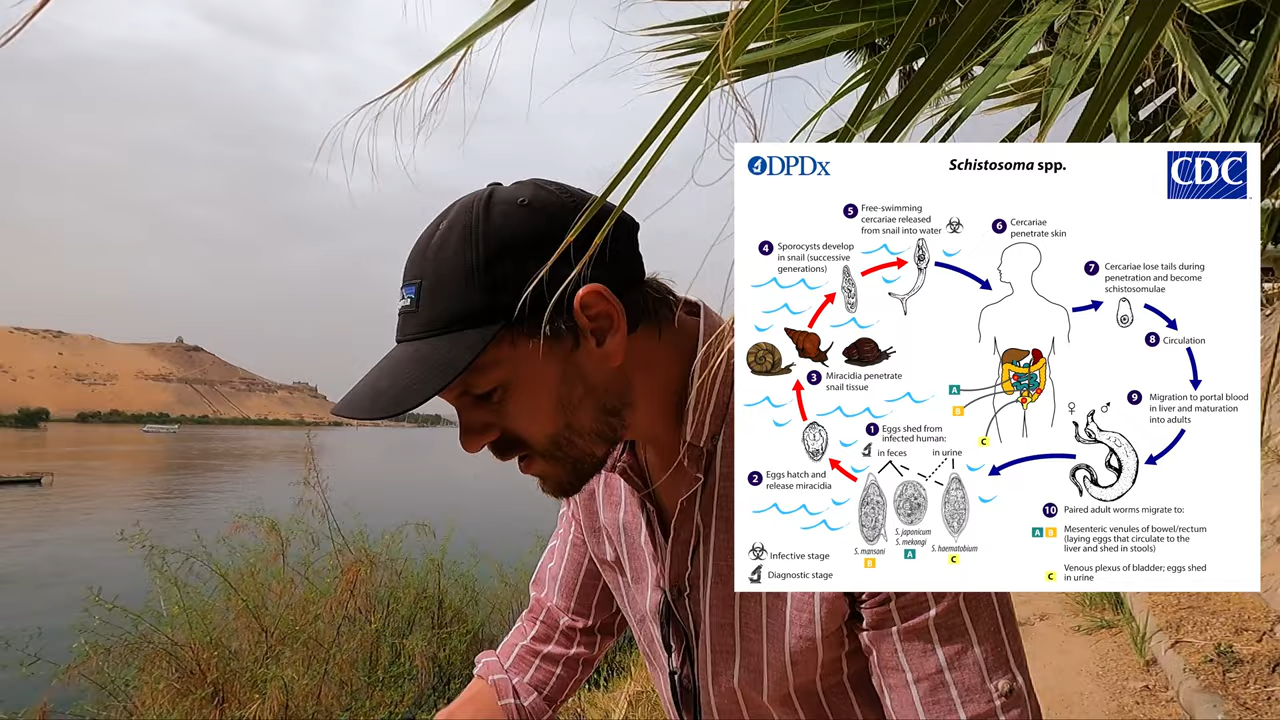 DPDx
Schistosoma spp.
CDC
5
Free-swimming
cercariae released
from snail into water
6
Cercariae
penetrate skin
4
Sporocysts develop
in snail (successive
generations)
7
Cercariae lose tails during
penetration and become
schistosomulae
8
Circulation
3
Miracidia penetrate
snail tissue
A
B
C
9
Migration to portal blood
in liver and maturation
into adults
♀ ♂
1
Eggs shed from
infected human:
in feces
in urine
2
Eggs hatch and
release miracidia
S. mansoni
B
S. japonicum
S. mekongi
A
S. haematobium
C
10
Paired adult worms migrate to:
A B
Mesenteric venules of bowel/rectum
(laying eggs that circulate to the
liver and shed in stools)
C
Venous plexus of bladder; eggs shed
in urine
Infective stage
Diagnostic stage